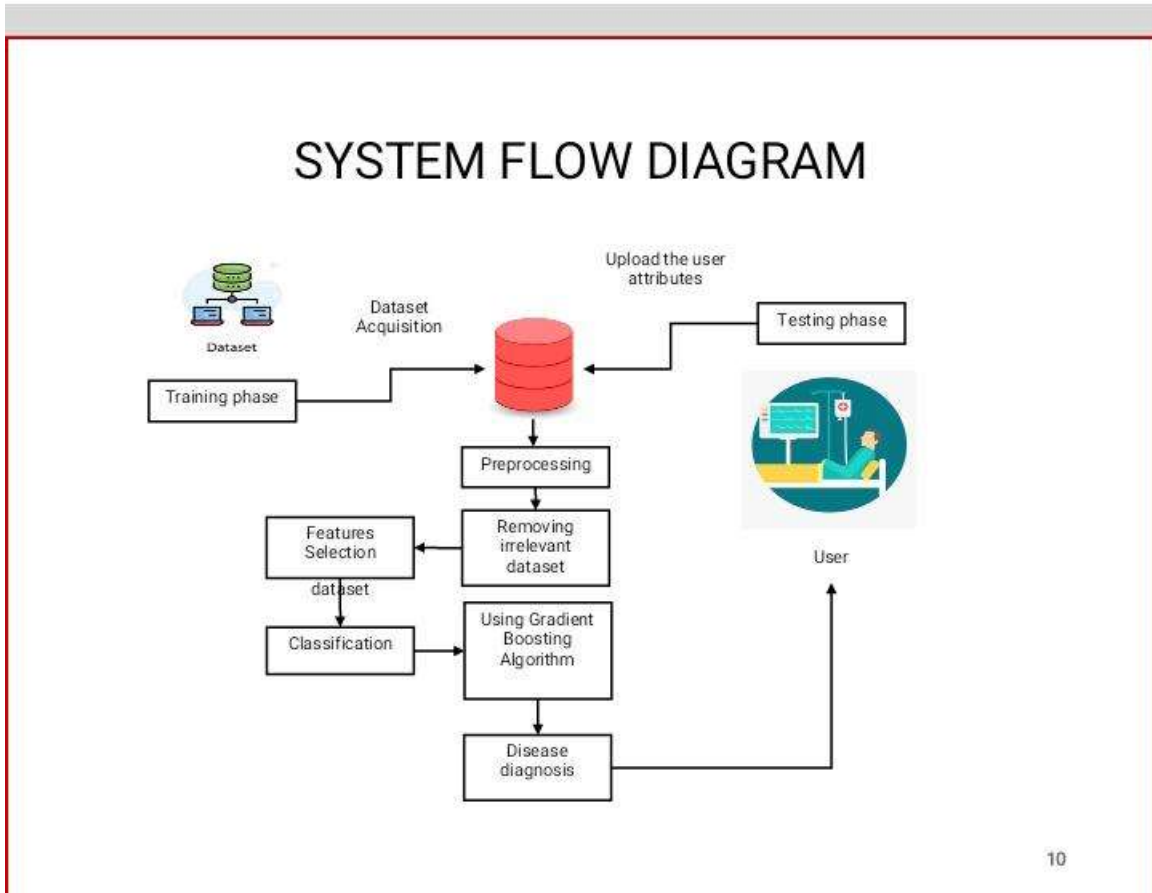 SYSTEM FLOW DIAGRAM
Upload the user
attributes
Dataset
Acquisition
Testing phase
Dataset
Training phase
Preprocessing
Features
Selection
dataset
Removing
irrelevant
dataset
User
Classification
Using Gradient
Boosting
Algorithm
Disease
diagnosis
10